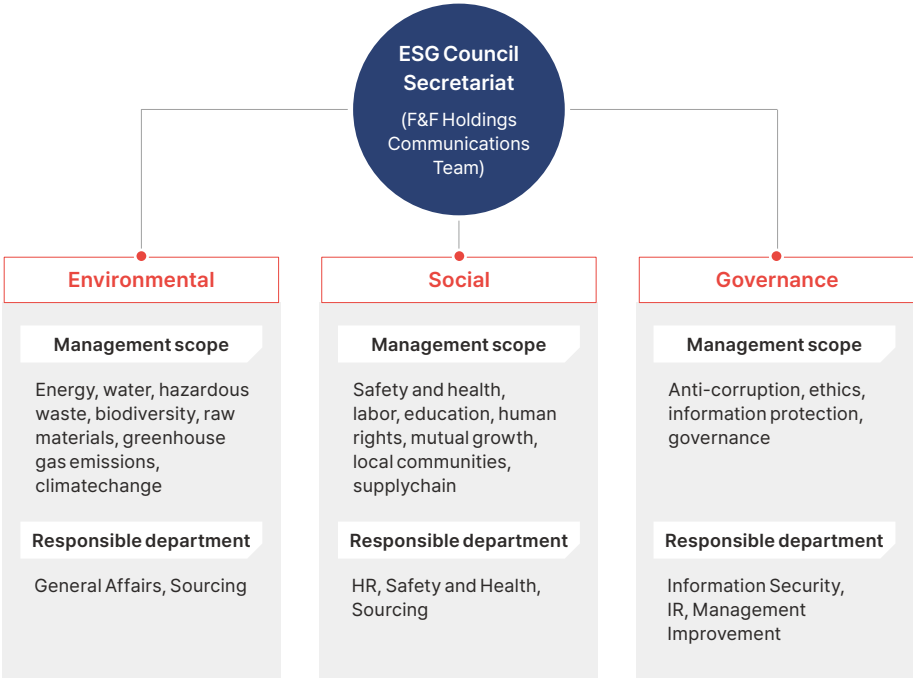 ESG Council
Secretariat
(F&F Holdings
Communications
Team)
Environmental
Management scope
Energy, water, hazardous
waste, biodiversity, raw
materials, greenhouse
gas emissions,
climatechange
Responsible department
General Affairs, Sourcing
Social
Management scope
Safety and health,
labor, education, human
rights, mutual growth,
local communities,
supplychain
Responsible department
HR, Safety and Health,
Sourcing
Governance
Management scope
Anti-corruption, ethics,
information protection,
governance
Responsible department
Information Security,
IR, Management
Improvement